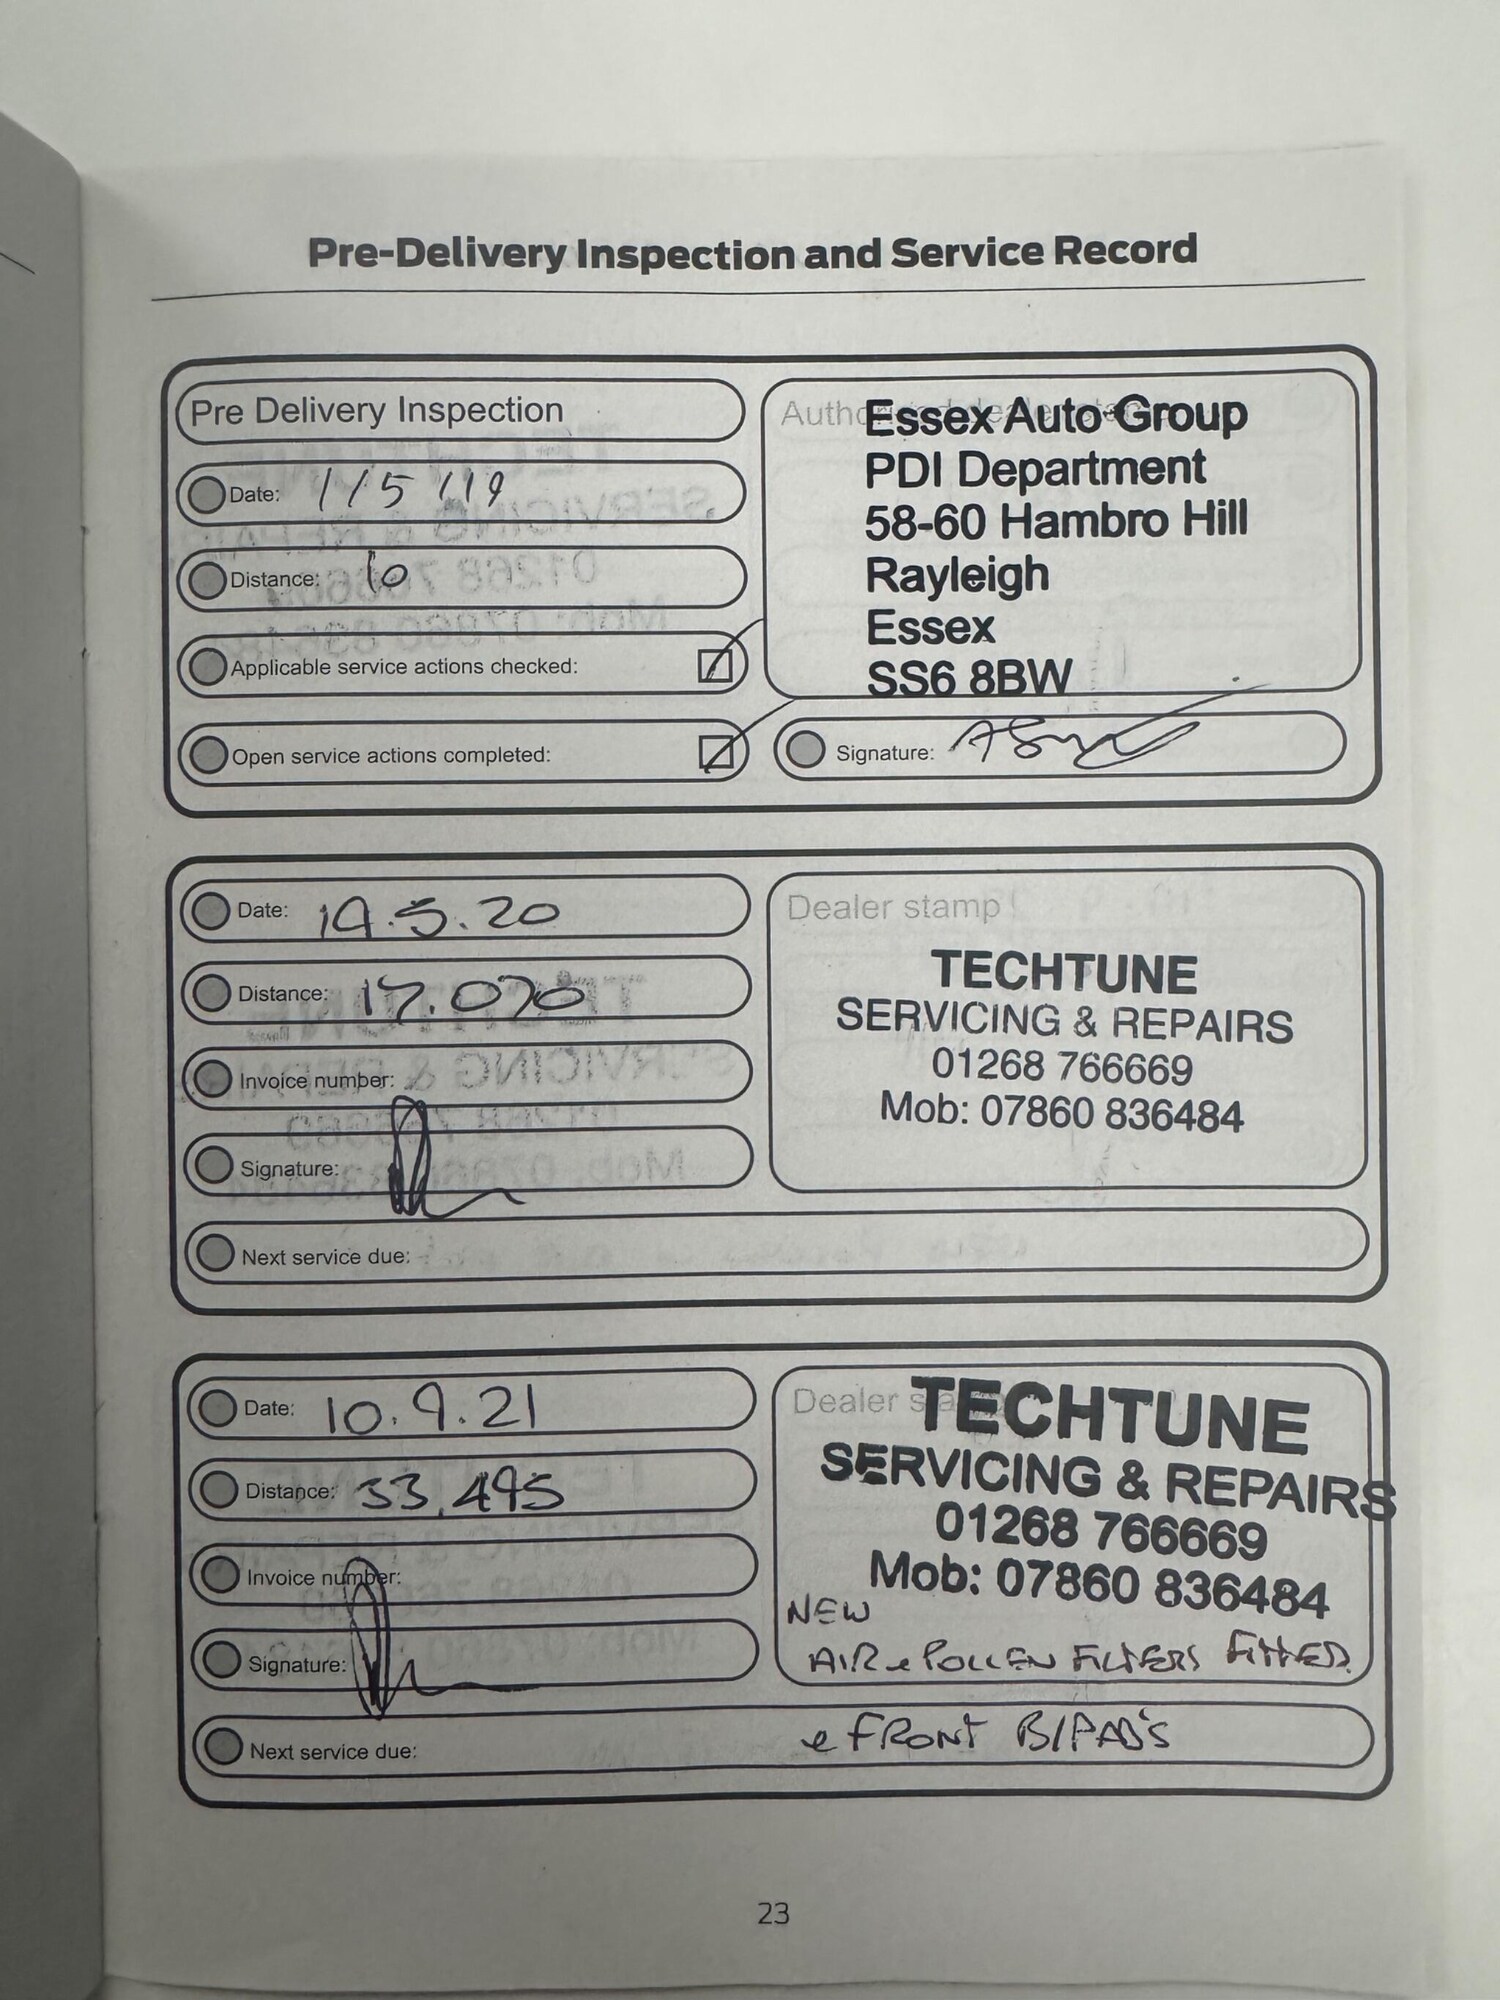 Pre-Delivery Inspection and Service Record
Pre Delivery Inspection
Date: 1/5/19
Distance: 10
Applicable service actions checked:
Open service actions completed:
Essex Auto Group
PDI Department
58-60 Hambro Hill
Rayleigh
Essex
SS6 8BW
Signature:
Date: 19.5.20
Distance: 17.070
Invoice number:
Signature:
Next service due:
Dealer stamp
TECHTUNE
SERVICING & REPAIRS
01268 766669
Mob: 07860 836484
Date: 10.9.21
Distance: 33,495
Invoice number:
Signature:
Next service due:
Dealer
TECHTUNE
SERVICING & REPAIRS
01268 766669
Mob: 07860 836484
NEW
AIR & POLLEN FILTERS FITTED.
& FRONT B/PAD'S
23